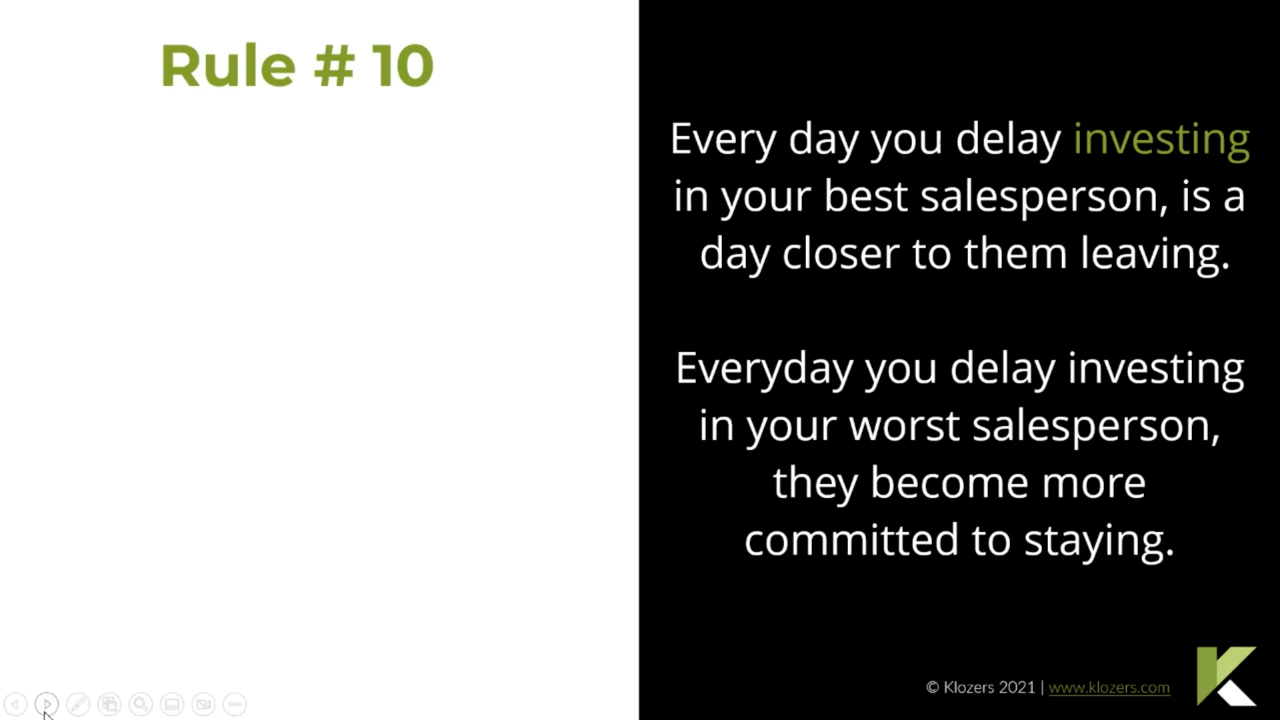 Rule # 10
Every day you delay investing
in your best salesperson, is a
day closer to them leaving.
Everyday you delay investing
in your worst salesperson,
they become more
committed to staying.
© Klozers 2021 | www.klozers.com